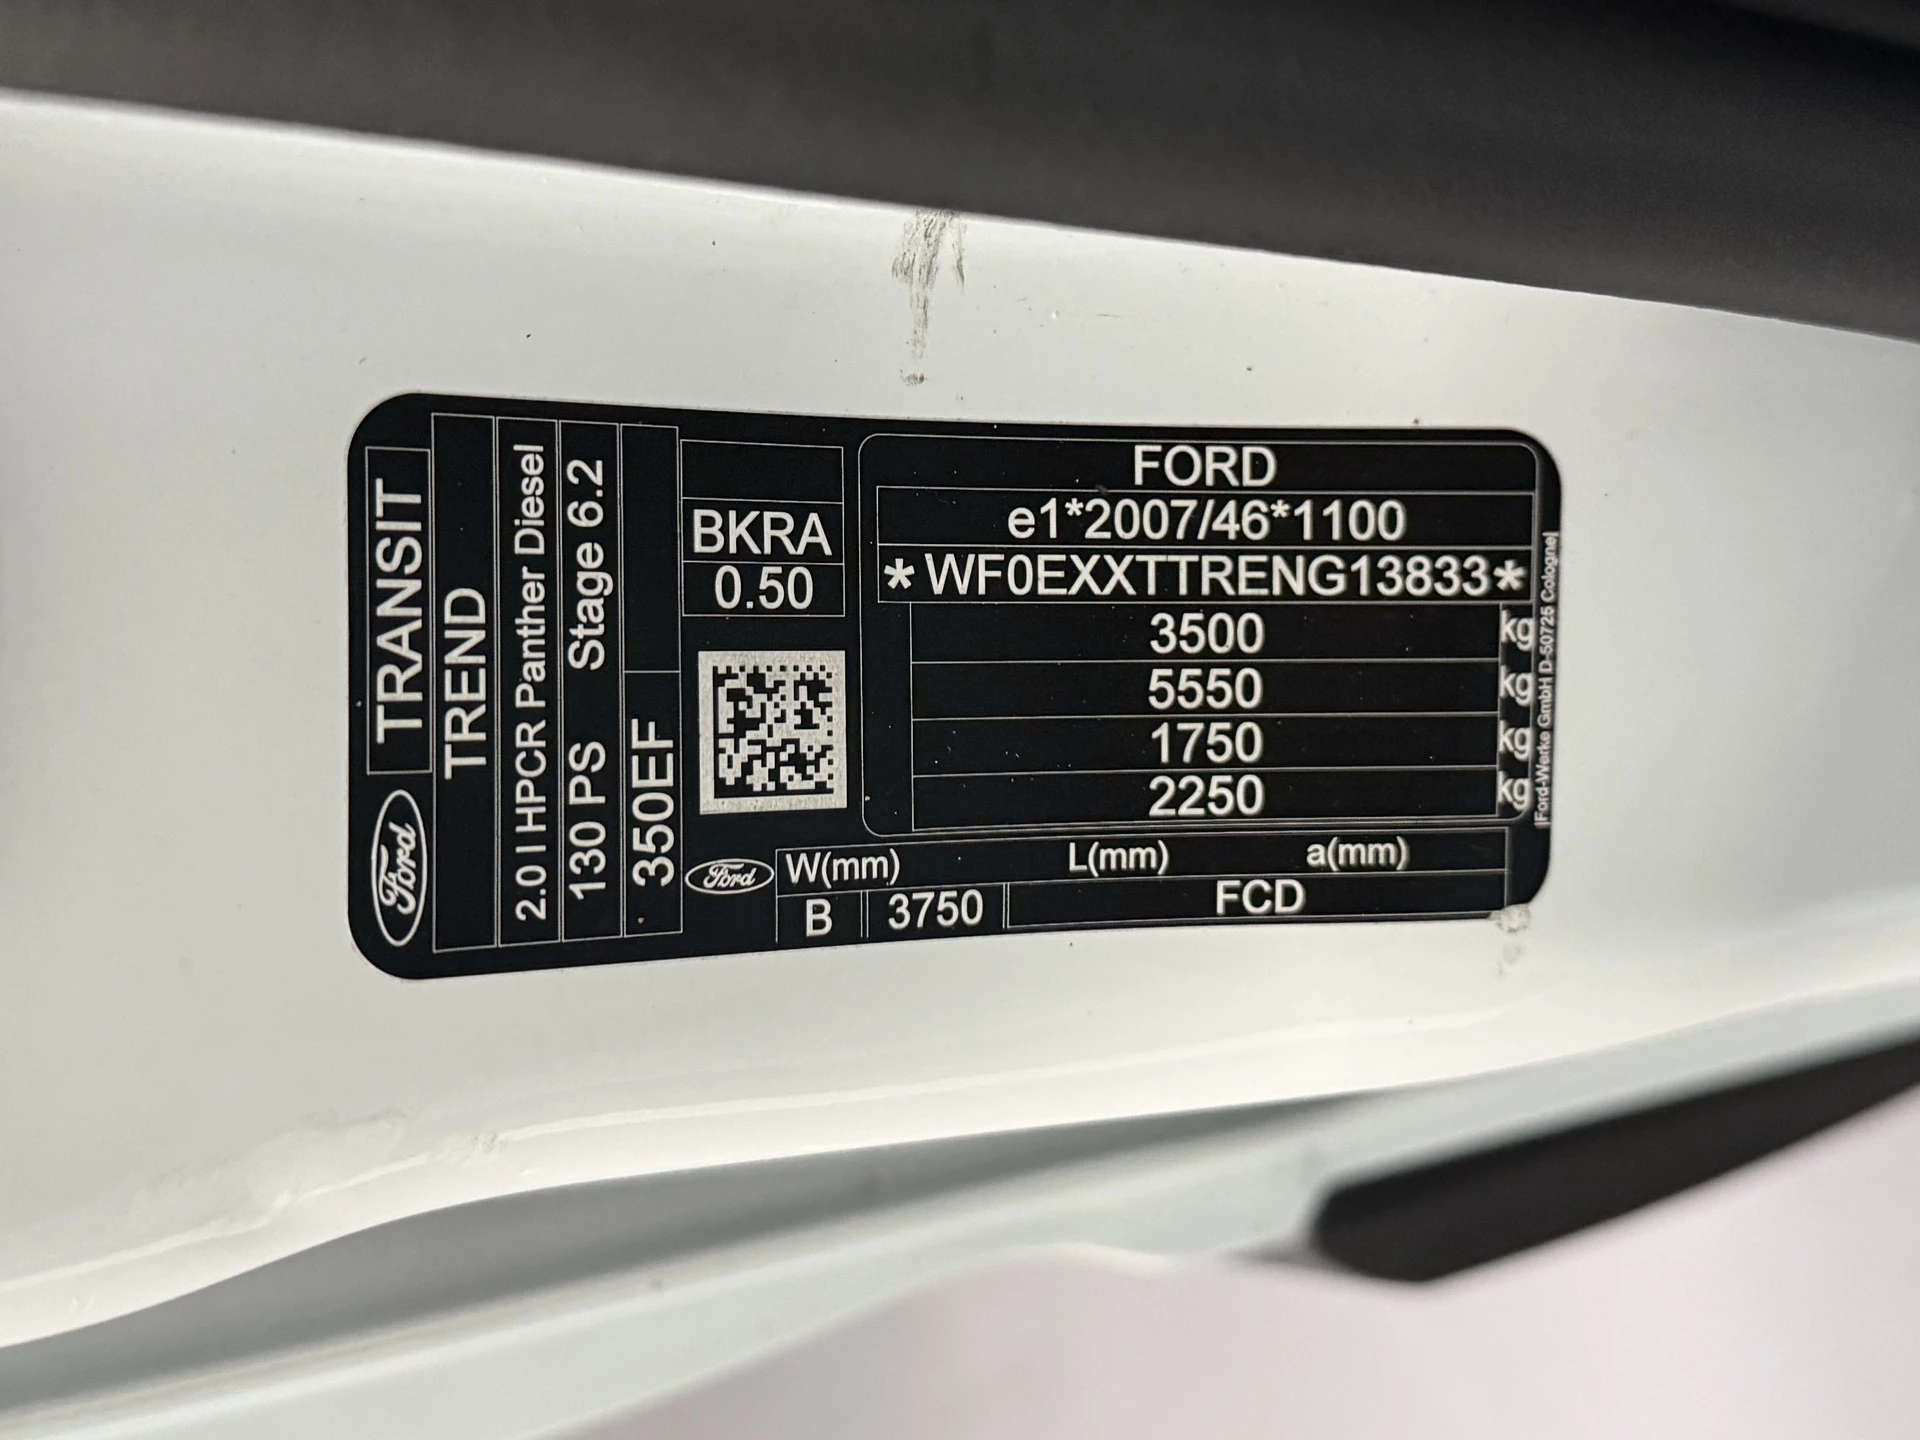 Ford
TRANSIT
TREND
2.0 l HPCR Panther Diesel
130 PS Stage 6.2
350EF
BKRA
0.50
FORD
e1*2007/46*1100
*WF0EXXTTRENG13833*
3500 kg
5550 kg
1750 kg
2250 kg
Ford
W(mm) L(mm) a(mm)
B 3750 FCD
|Ford-Werke GmbH D-50725 Cologne|